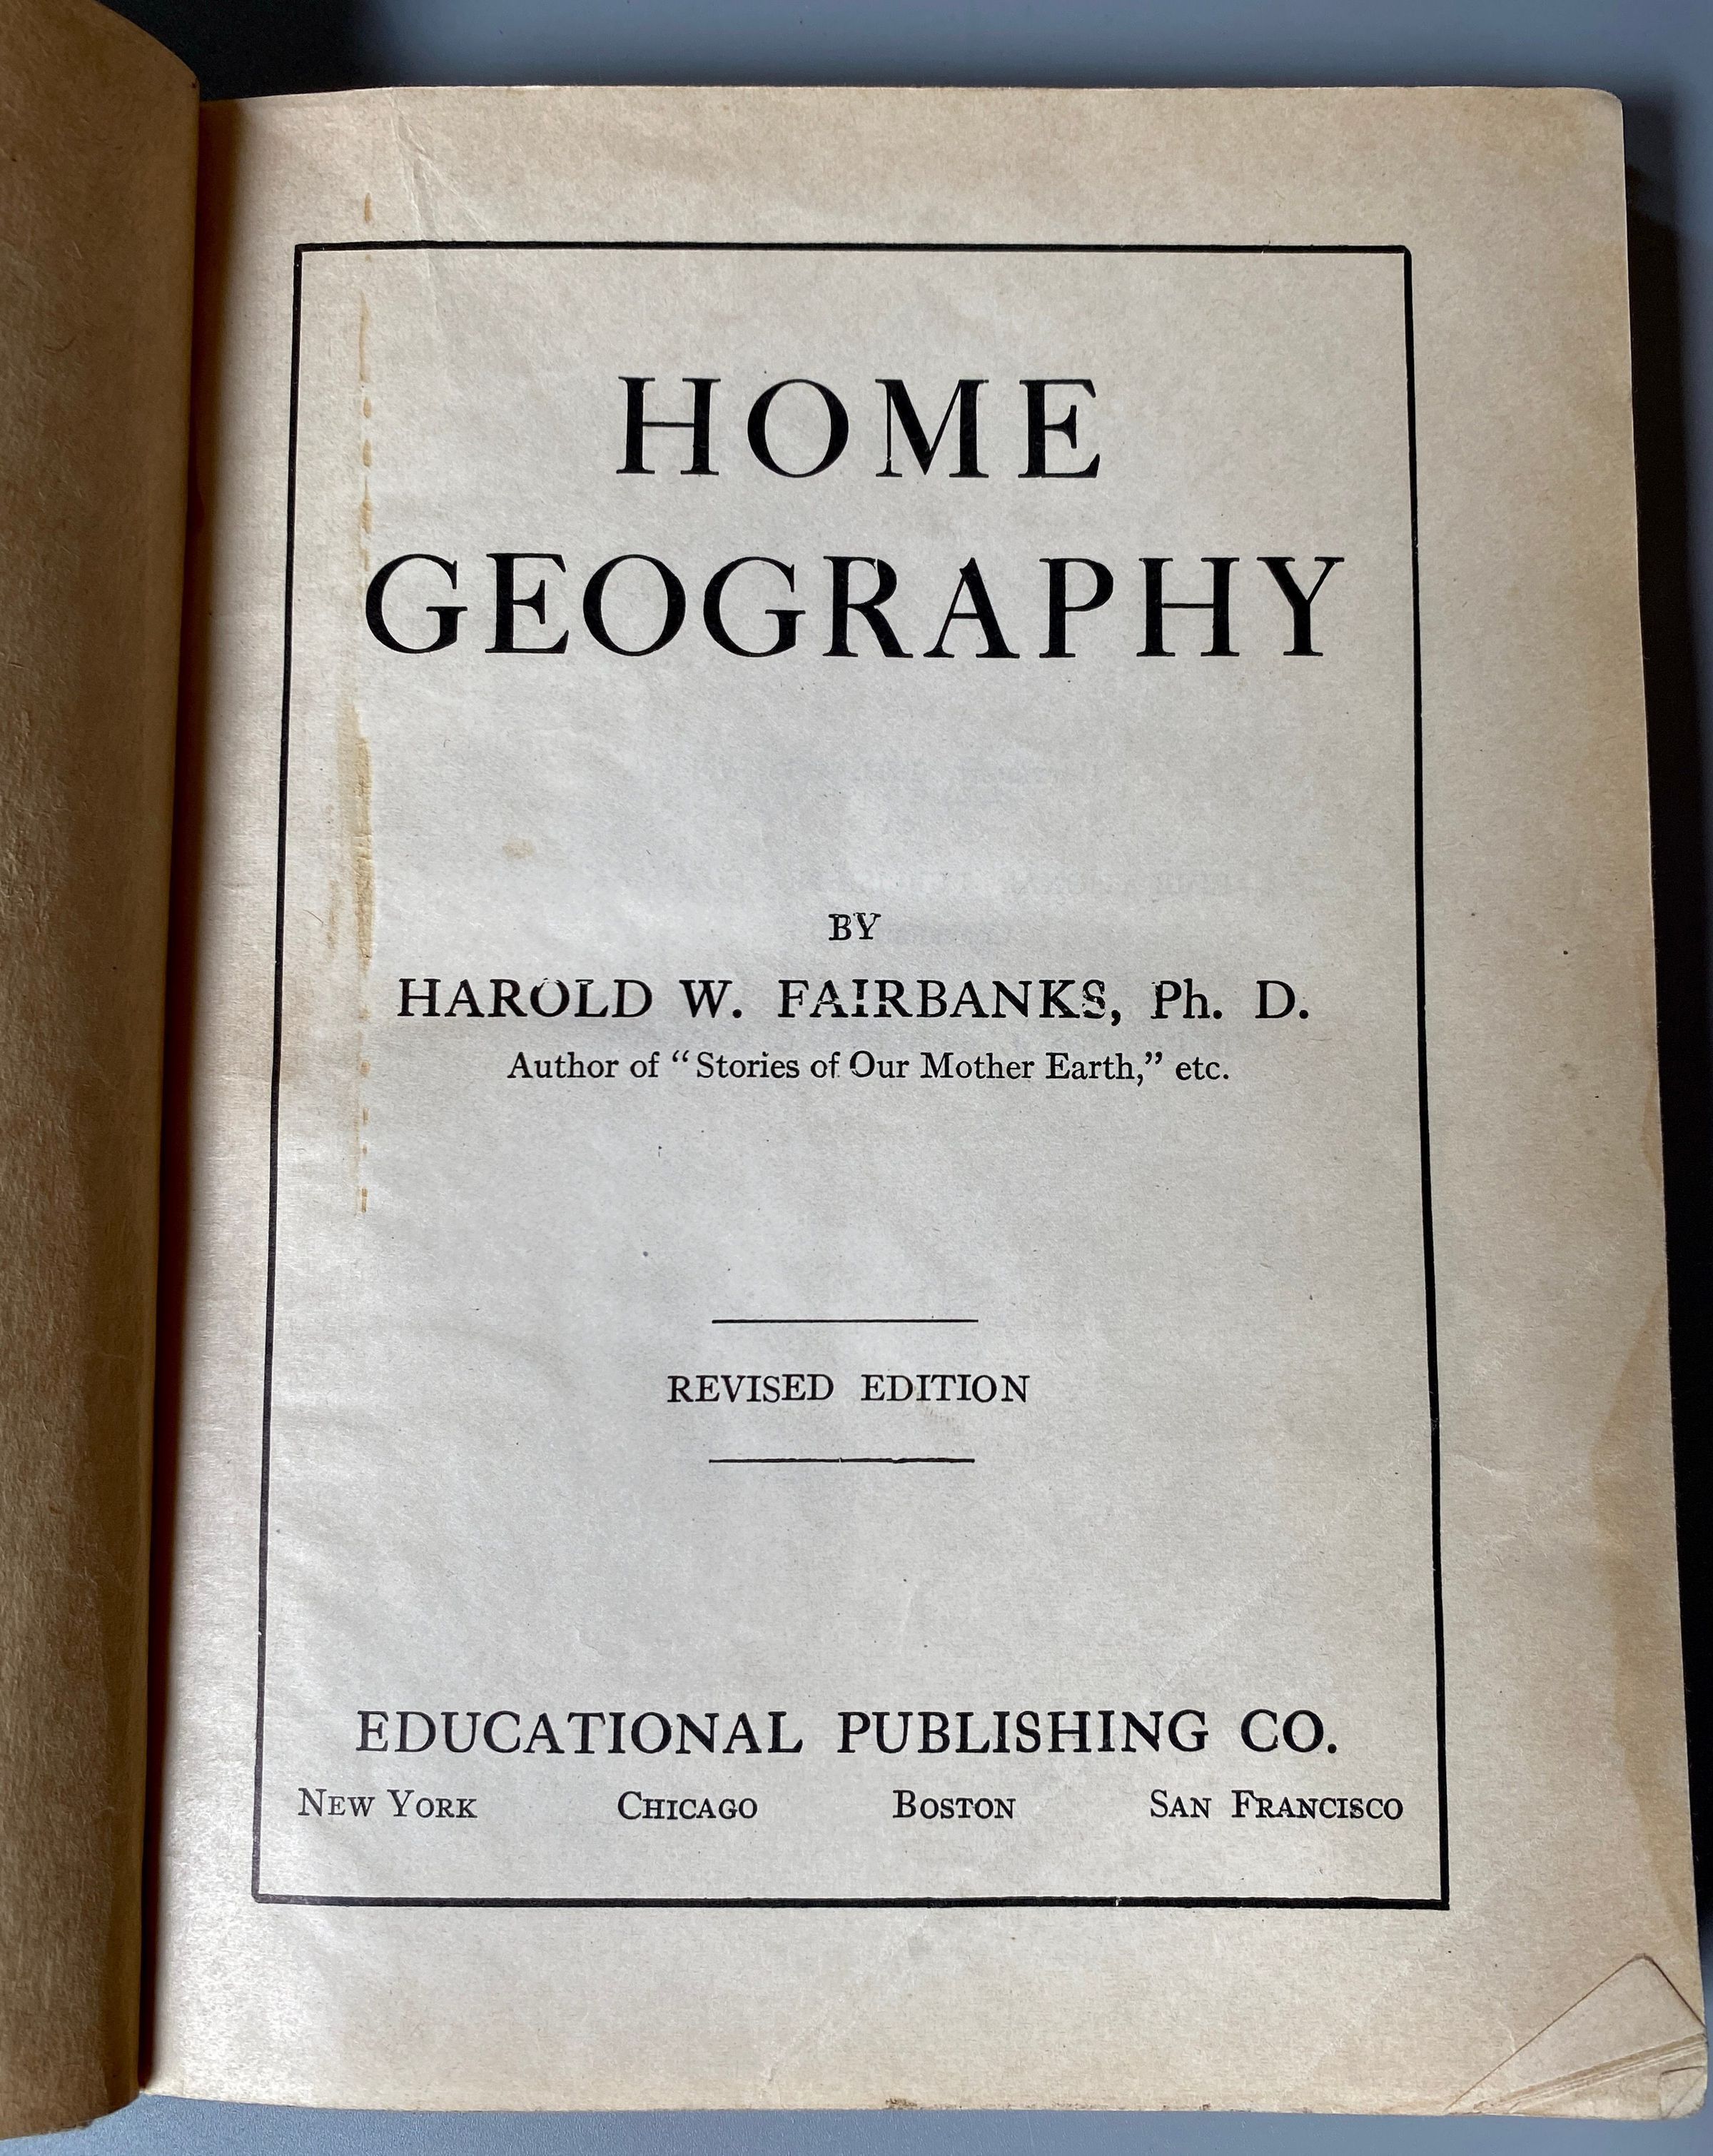 HOME
GEOGRAPHY
BY
HAROLD W. FAIRBANKS, Ph. D.
Author of “Stories of Our Mother Earth,” etc.
REVISED EDITION
EDUCATIONAL PUBLISHING CO.
NEW YORK CHICAGO BOSTON SAN FRANCISCO